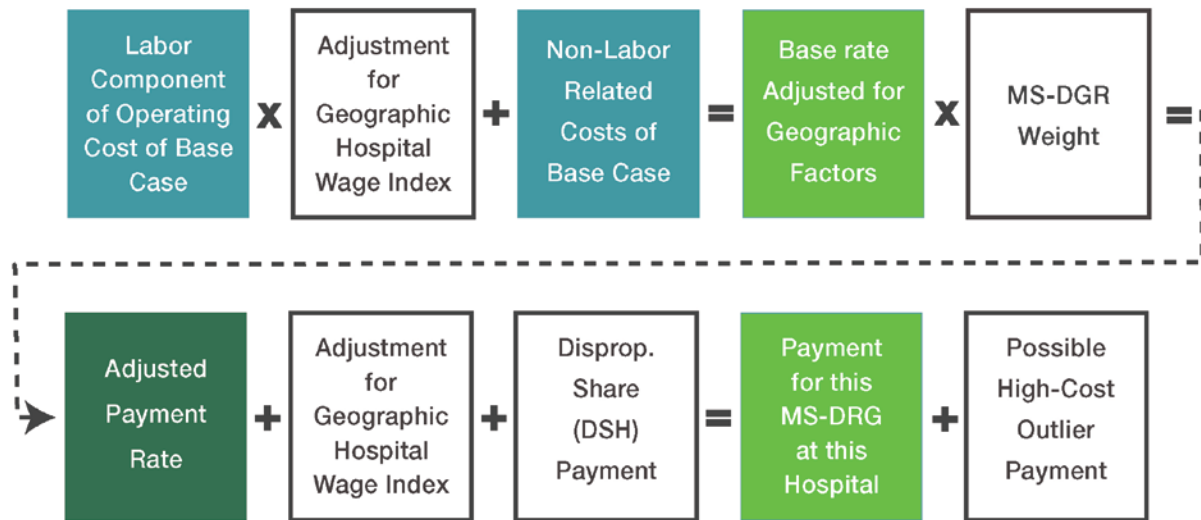 Labor
Component
of Operating
Cost of Base
Case
x
Adjustment
for
Geographic
Hospital
Wage Index
+
Non-Labor
Related
Costs of
Base Case
=
Base rate
Adjusted for
Geographic
Factors
x
MS-DGR
Weight
=
Adjusted
Payment
Rate
+
Adjustment
for
Geographic
Hospital
Wage Index
+
Disprop.
Share
(DSH)
Payment
=
Payment
for this
MS-DRG
at this
Hospital
+
Possible
High-Cost
Outlier
Payment